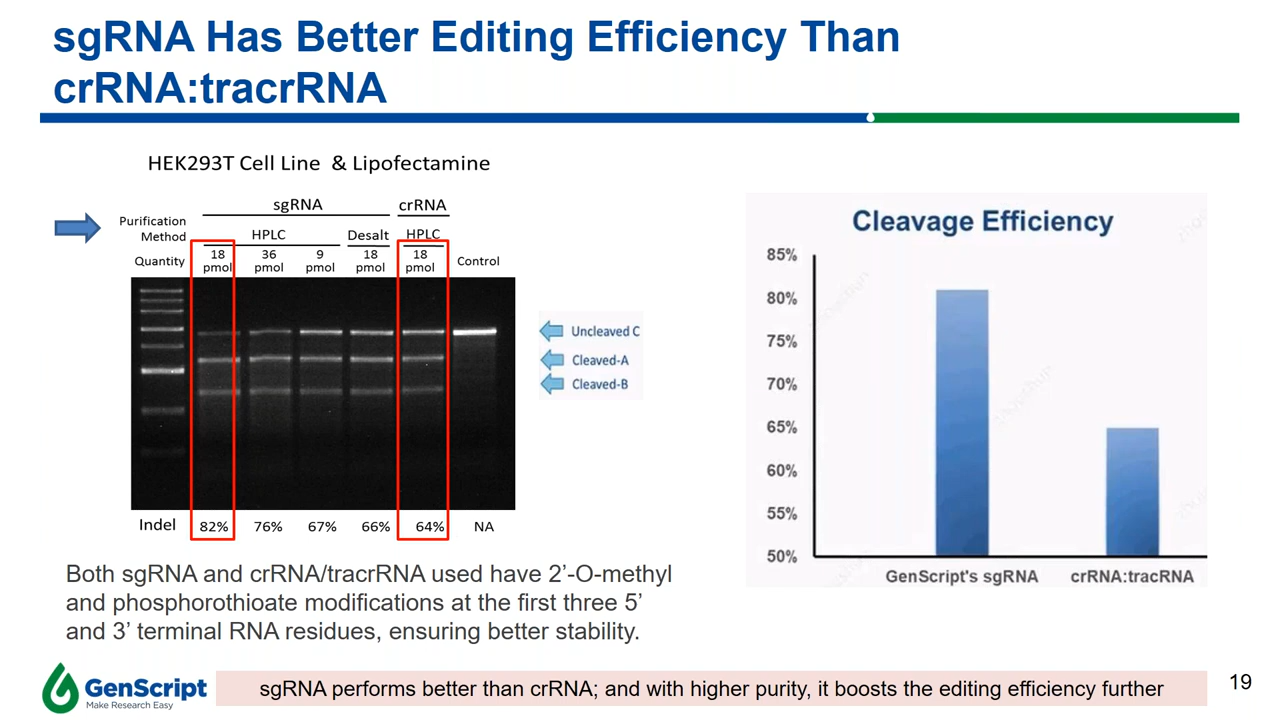 sgRNA Has Better Editing Efficiency Than
crRNA:tracrRNA
HEK293T Cell Line & Lipofectamine
sgRNA crRNA
Purification
Method HPLC Desalt HPLC
Quantity 18 pmol 36 pmol 9 pmol 18 pmol 18 pmol Control
Uncleaved C
Cleaved-A
Cleaved-B
Indel 82% 76% 67% 66% 64% NA
Both sgRNA and crRNA/tracrRNA used have 2’-O-methyl
and phosphorothioate modifications at the first three 5’
and 3’ terminal RNA residues, ensuring better stability.
Cleavage Efficiency
85%
80%
75%
70%
65%
60%
55%
50%
GenScript's sgRNA crRNA:tracRNA
GenScript
Make Research Easy
sgRNA performs better than crRNA; and with higher purity, it boosts the editing efficiency further
19